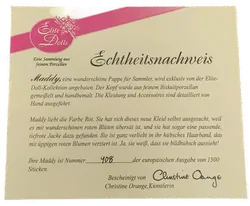 Elite
Dolls
Eine Sammlung aus
feinem Porzellan
Echtheitsnachweis
Maddy, eine wunderschöne Puppe für Sammler, wird exklusiv von der Elite-
Doll-Kollektion angeboten. Der Kopf wurde aus feinstem Biskuitporzellan
gemeißelt und handbemalt. Die Kleidung und Accessoires sind detailliert von
Hand ausgeführt
Maddy liebt die Farbe Rot. Sie hat sich dieses neue Kleid selbst ausgesucht, weil
es mit wunderschönen roten Blüten übersät ist, und sie hat sogar eine passende,
tiefrote Jacke dazu gefunden. Sie ist ganz verliebt in ihr hübsches Haarband, das
mit üppigen roten Blumen verziert ist. Ja, sie weiß, dass sie bildhübsch aussieht!
Ihre Maddy ist Nummer 408 der europäischen Ausgabe von 1500
Stücken.
Bescheinigt von Christine Orange
Christine Orange, Künstlerin